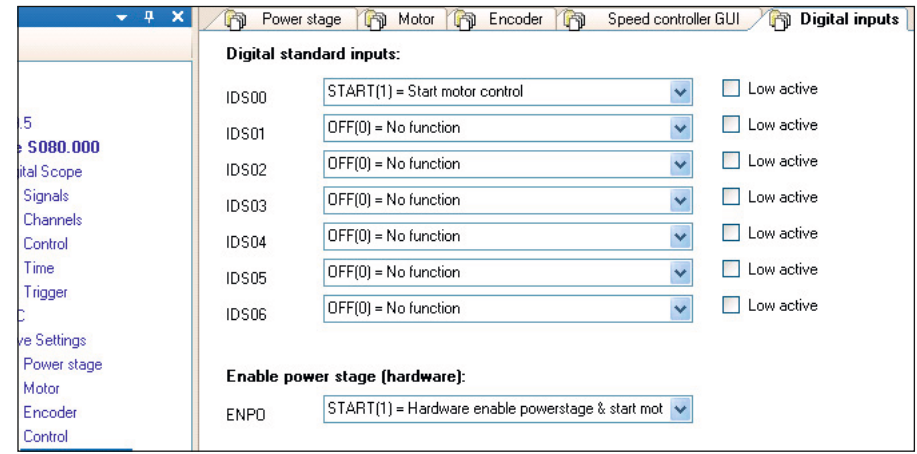 Power stage Motor Encoder Speed controller GUI Digital inputs
Digital standard inputs:
IDS00 START(1) = Start motor control Low active
IDS01 OFF(0) = No function Low active
IDS02 OFF(0) = No function Low active
IDS03 OFF(0) = No function Low active
IDS04 OFF(0) = No function Low active
IDS05 OFF(0) = No function Low active
IDS06 OFF(0) = No function Low active
Enable power stage (hardware):
ENPO START(1) = Hardware enable powerstage & start mot
.5
S080.000
ital Scope
Signals
Channels
Control
Time
Trigger
C
ve Settings
Power stage
Motor
Encoder
Control